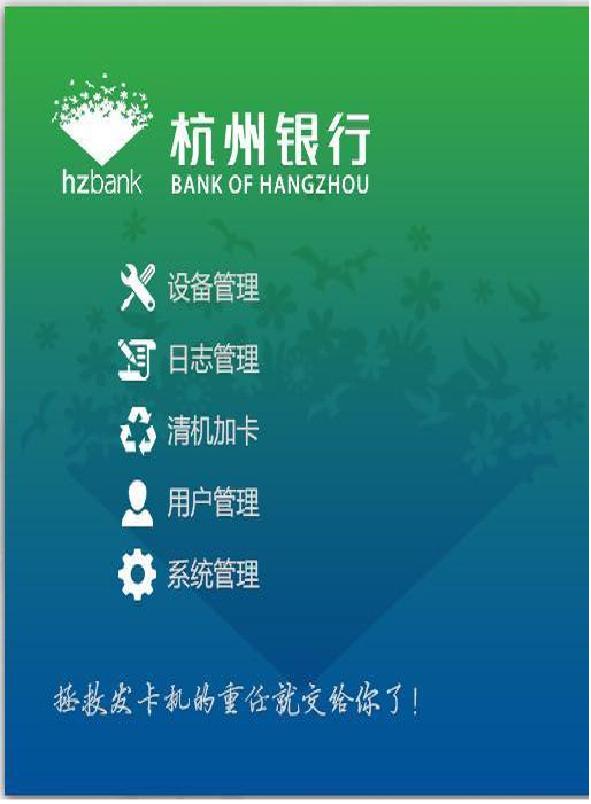 杭州银行
hzbank
BANK OF HANGZHOU
设备管理
日志管理
清机加卡
用户管理
系统管理
拯救发卡机的重任就交给你了!